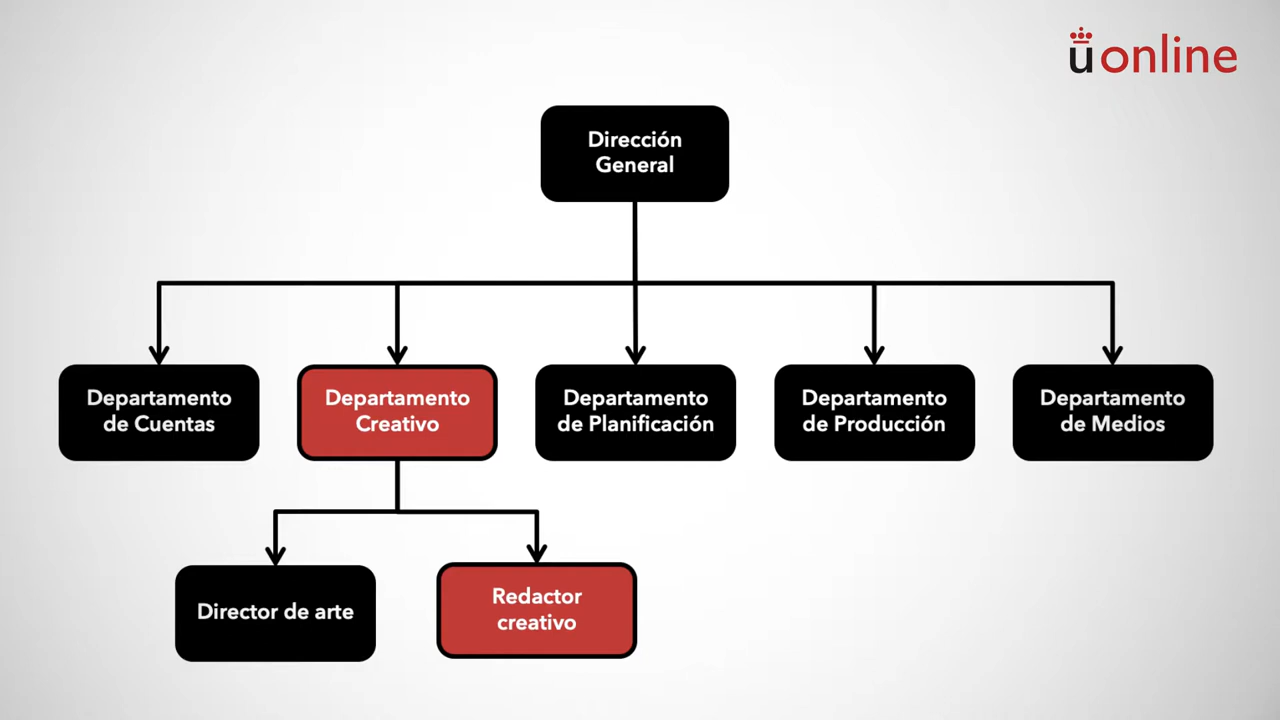 uonline
Dirección
General
Departamento
de Cuentas
Departamento
Creativo
Departamento
de Planificación
Departamento
de Producción
Departamento
de Medios
Director de arte
Redactor
creativo